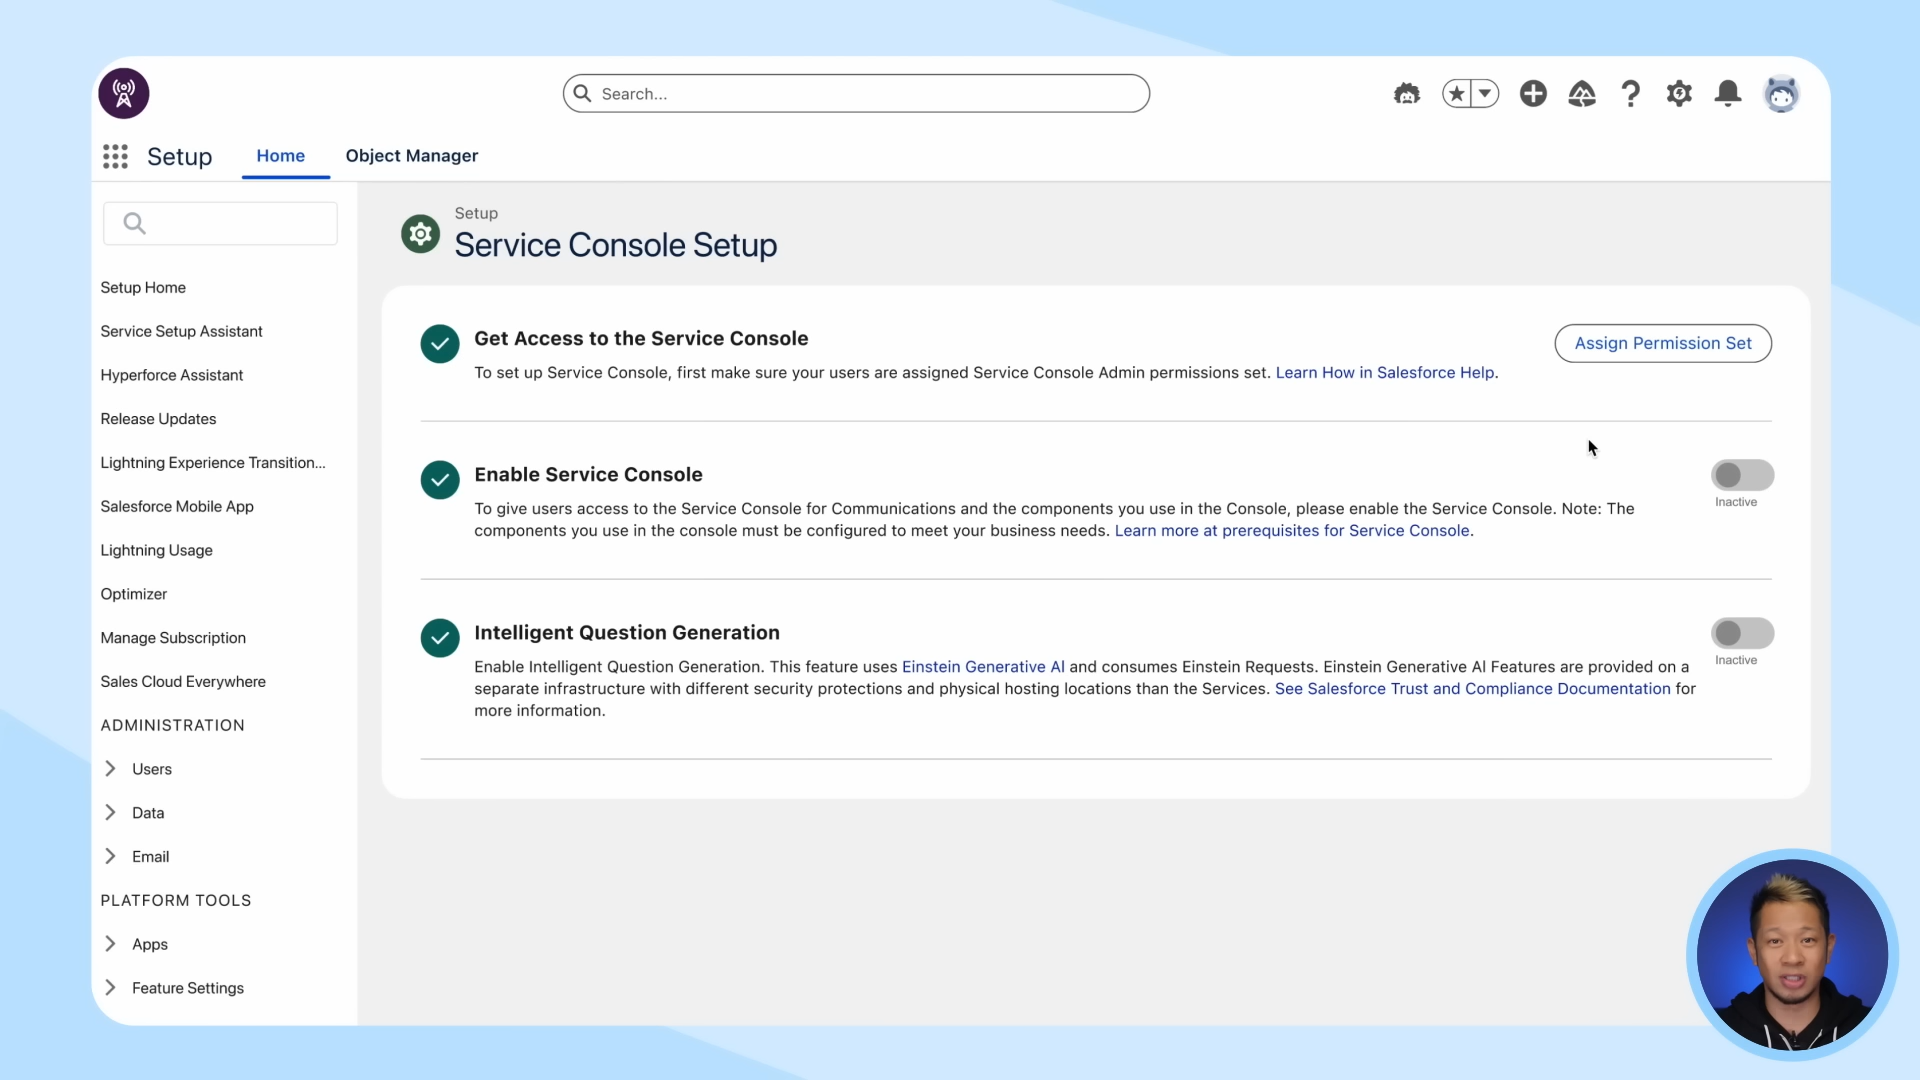 Search...
Setup
Home
Object Manager
Setup Home
Service Setup Assistant
Hyperforce Assistant
Release Updates
Lightning Experience Transition...
Salesforce Mobile App
Lightning Usage
Optimizer
Manage Subscription
Sales Cloud Everywhere
ADMINISTRATION
Users
Data
Email
PLATFORM TOOLS
Apps
Feature Settings
Setup
Service Console Setup
Get Access to the Service Console
To set up Service Console, first make sure your users are assigned Service Console Admin permissions set. Learn How in Salesforce Help.
Assign Permission Set
Enable Service Console
To give users access to the Service Console for Communications and the components you use in the Console, please enable the Service Console. Note: The
components you use in the console must be configured to meet your business needs. Learn more at prerequisites for Service Console.
Inactive
Intelligent Question Generation
Enable Intelligent Question Generation. This feature uses Einstein Generative AI and consumes Einstein Requests. Einstein Generative AI Features are provided on a
separate infrastructure with different security protections and physical hosting locations than the Services. See Salesforce Trust and Compliance Documentation for
more information.
Inactive